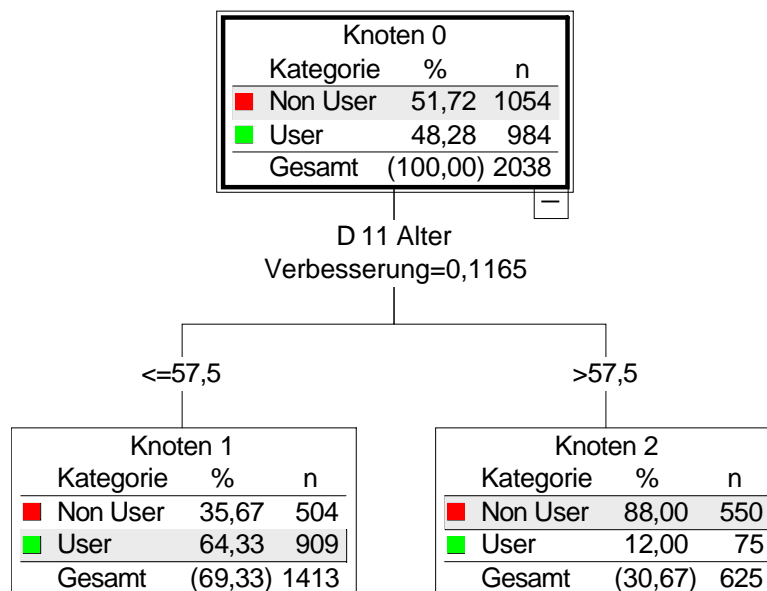 Knoten 0
Kategorie % n
Non User 51,72 1054
User 48,28 984
Gesamt (100,00) 2038
D 11 Alter
Verbesserung=0,1165
<=57,5
>57,5
Knoten 1
Kategorie % n
Non User 35,67 504
User 64,33 909
Gesamt (69,33) 1413
Knoten 2
Kategorie % n
Non User 88,00 550
User 12,00 75
Gesamt (30,67) 625